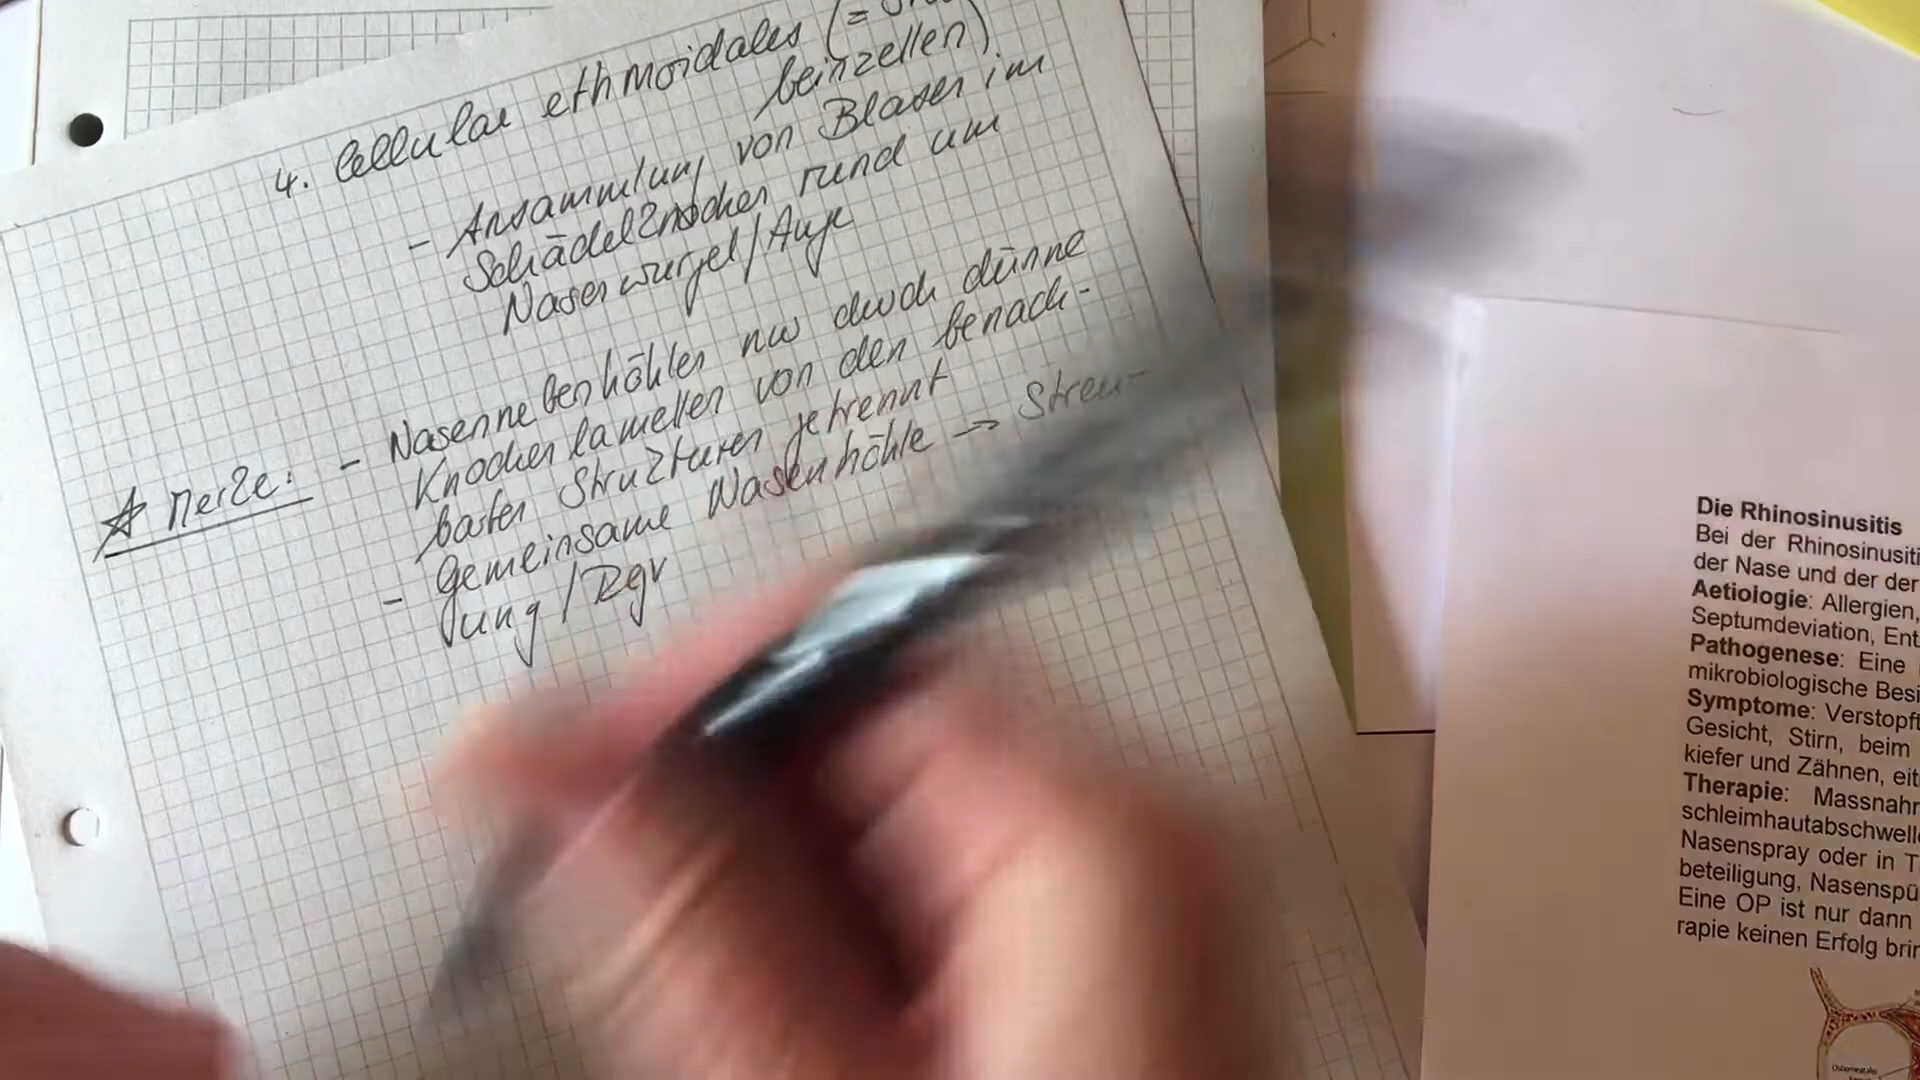 4. Cellulae ethmoidales (=
beinzellen)
- Ansammlung von Blasen im
Schädelknochen rund um
Nasenwurzel/Auge
* Merke: - Nasennebenhöhlen nur durch dünne
Knochenlamellen von den benach-
barten Strukturen getrennt
- Gemeinsame Nasenhöhle -> Streu-
ung/
Die Rhinosinusitis
Bei der Rhinosinusiti
der Nase und der der
Aetiologie: Allergien,
Septumdeviation, Ent
Pathogenese: Eine
mikrobiologische Besi
Symptome: Verstopf
Gesicht, Stirn, beim
kiefer und Zähnen, eit
Therapie: Massnahm
schleimhautabschwell
Nasenspray oder in T
beteiligung, Nasenspü
Eine OP ist nur dann
rapie keinen Erfolg brin